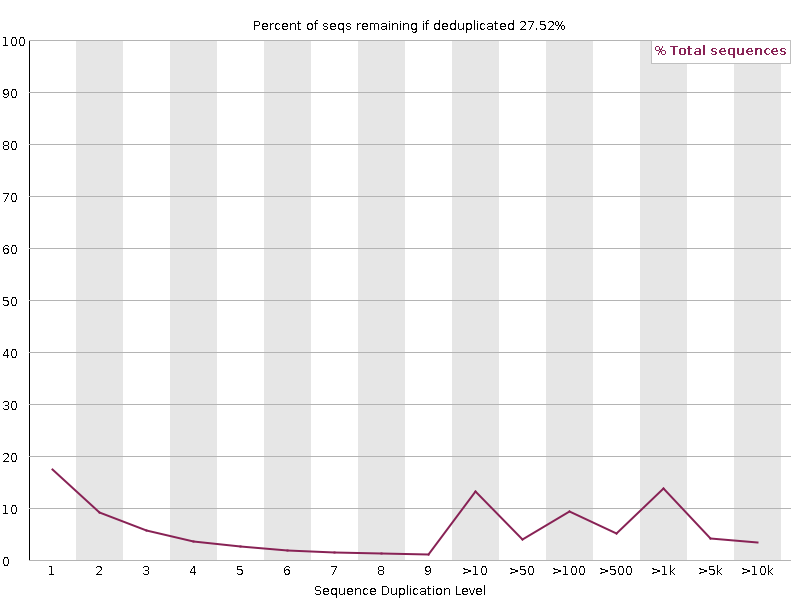 Percent of seqs remaining if deduplicated 27.52%
% Total sequences
100
90
80
70
60
50
40
30
20
10
0
1 2 3 4 5 6 7 8 9 >10 >50 >100 >500 >1k >5k >10k
Sequence Duplication Level